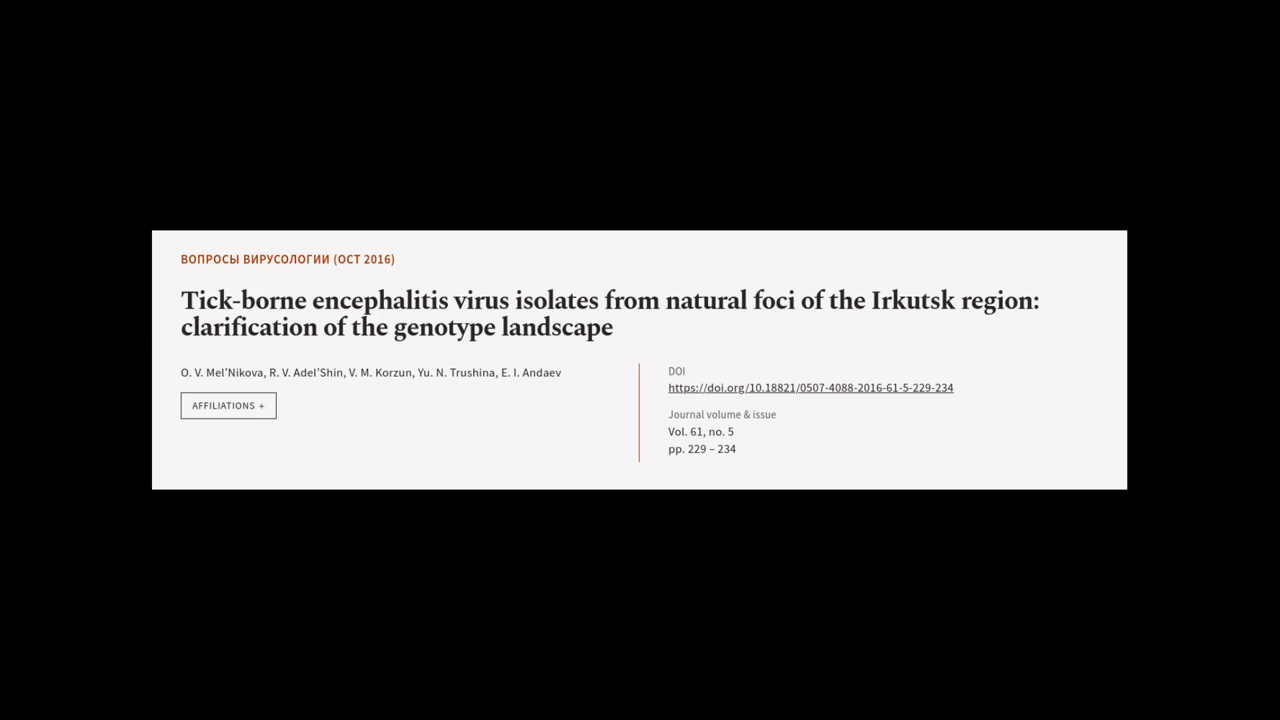 ВОПРОСЫ ВИРУСОЛОГИИ (OCT 2016)
Tick-borne encephalitis virus isolates from natural foci of the Irkutsk region:
clarification of the genotype landscape
O. V. Mel’Nikova, R. V. Adel’Shin, V. M. Korzun, Yu. N. Trushina, E. I. Andaev
AFFILIATIONS +
DOI
https://doi.org/10.18821/0507-4088-2016-61-5-229-234
Journal volume & issue
Vol. 61, no. 5
pp. 229 – 234